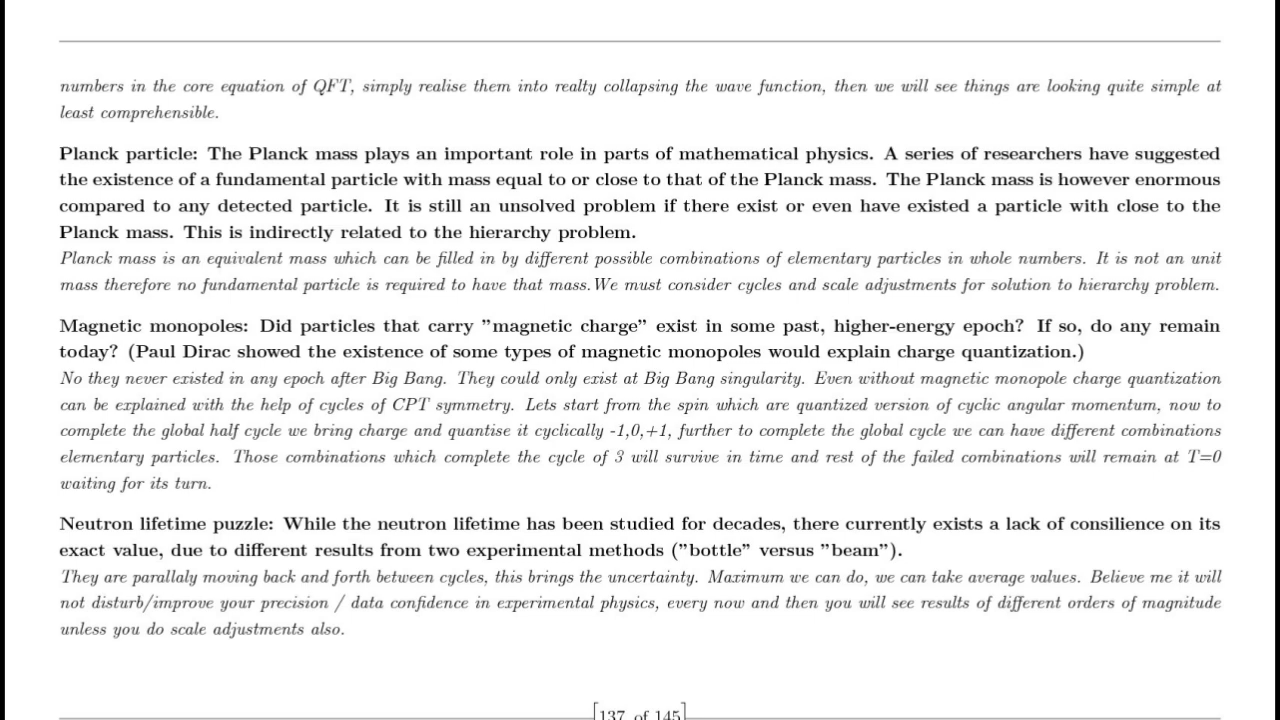 numbers in the core equation of QFT, simply realise them into realty collapsing the wave function, then we will see things are looking quite simple at
least comprehensible.
Planck particle: The Planck mass plays an important role in parts of mathematical physics. A series of researchers have suggested
the existence of a fundamental particle with mass equal to or close to that of the Planck mass. The Planck mass is however enormous
compared to any detected particle. It is still an unsolved problem if there exist or even have existed a particle with close to the
Planck mass. This is indirectly related to the hierarchy problem.
Planck mass is an equivalent mass which can be filled in by different possible combinations of elementary particles in whole numbers. It is not an unit
mass therefore no fundamental particle is required to have that mass. We must consider cycles and scale adjustments for solution to hierarchy problem.
Magnetic monopoles: Did particles that carry ”magnetic charge” exist in some past, higher-energy epoch? If so, do any remain
today? (Paul Dirac showed the existence of some types of magnetic monopoles would explain charge quantization.)
No they never existed in any epoch after Big Bang. They could only exist at Big Bang singularity. Even without magnetic monopole charge quantization
can be explained with the help of cycles of CPT symmetry. Lets start from the spin which are quantized version of cyclic angular momentum, now to
complete the global half cycle we bring charge and quantise it cyclically -1,0,+1, further to complete the global cycle we can have different combinations
elementary particles. Those combinations which complete the cycle of 3 will survive in time and rest of the failed combinations will remain at T=0
waiting for its turn.
Neutron lifetime puzzle: While the neutron lifetime has been studied for decades, there currently exists a lack of consilience on its
exact value, due to different results from two experimental methods (”bottle” versus ”beam”).
They are parallaly moving back and forth between cycles, this brings the uncertainty. Maximum we can do, we can take average values. Believe me it will
not disturb/improve your precision / data confidence in experimental physics, every now and then you will see results of different orders of magnitude
unless you do scale adjustments also.
[137 of 145]